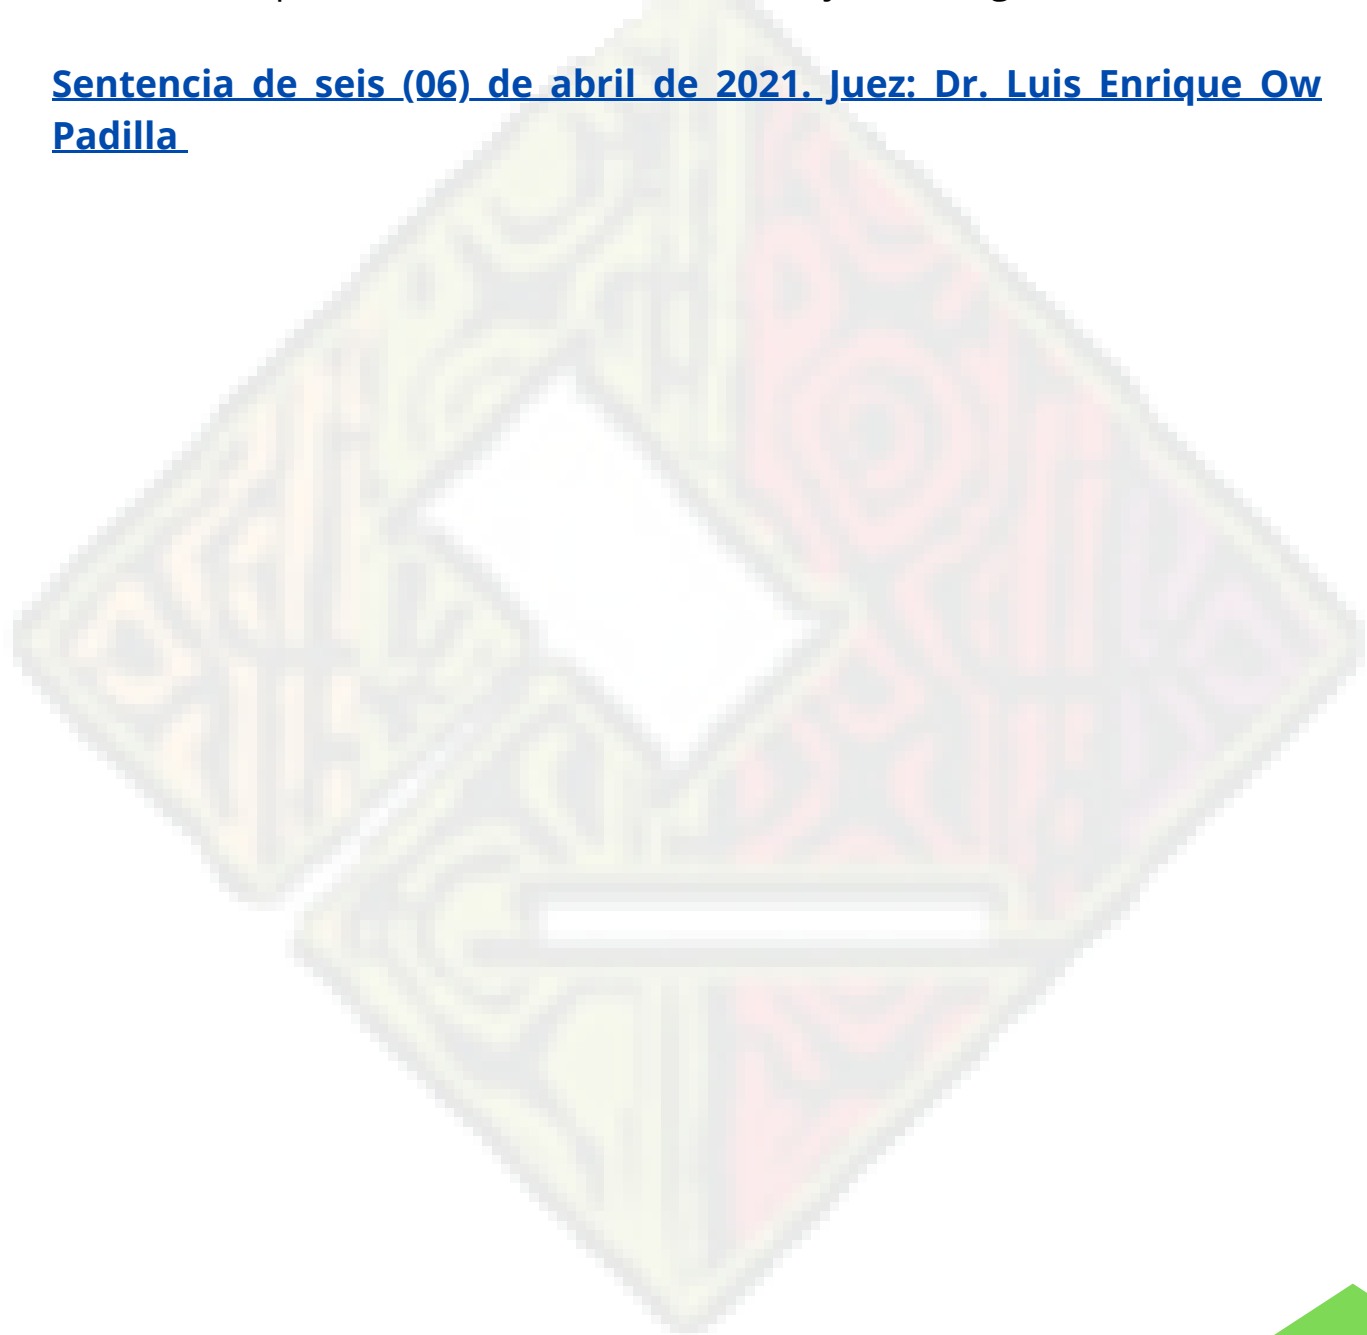 Sentencia de seis (06) de abril de 2021. Juez: Dr. Luis Enrique Ow
Padilla